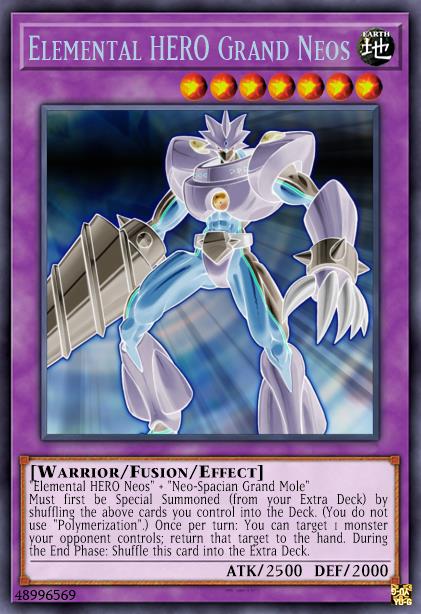 ELEMENTAL HERO GRAND NEOS
EARTH
地
[WARRIOR/FUSION/EFFECT]
"Elemental HERO Neos" + "Neo-Spacian Grand Mole"
Must first be Special Summoned (from your Extra Deck) by
shuffling the above cards you control into the Deck. (You do not
use "Polymerization".) Once per turn: You can target 1 monster
your opponent controls; return that target to the hand. During
the End Phase: Shuffle this card into the Extra Deck.
ATK/2500 DEF/2000
48996569